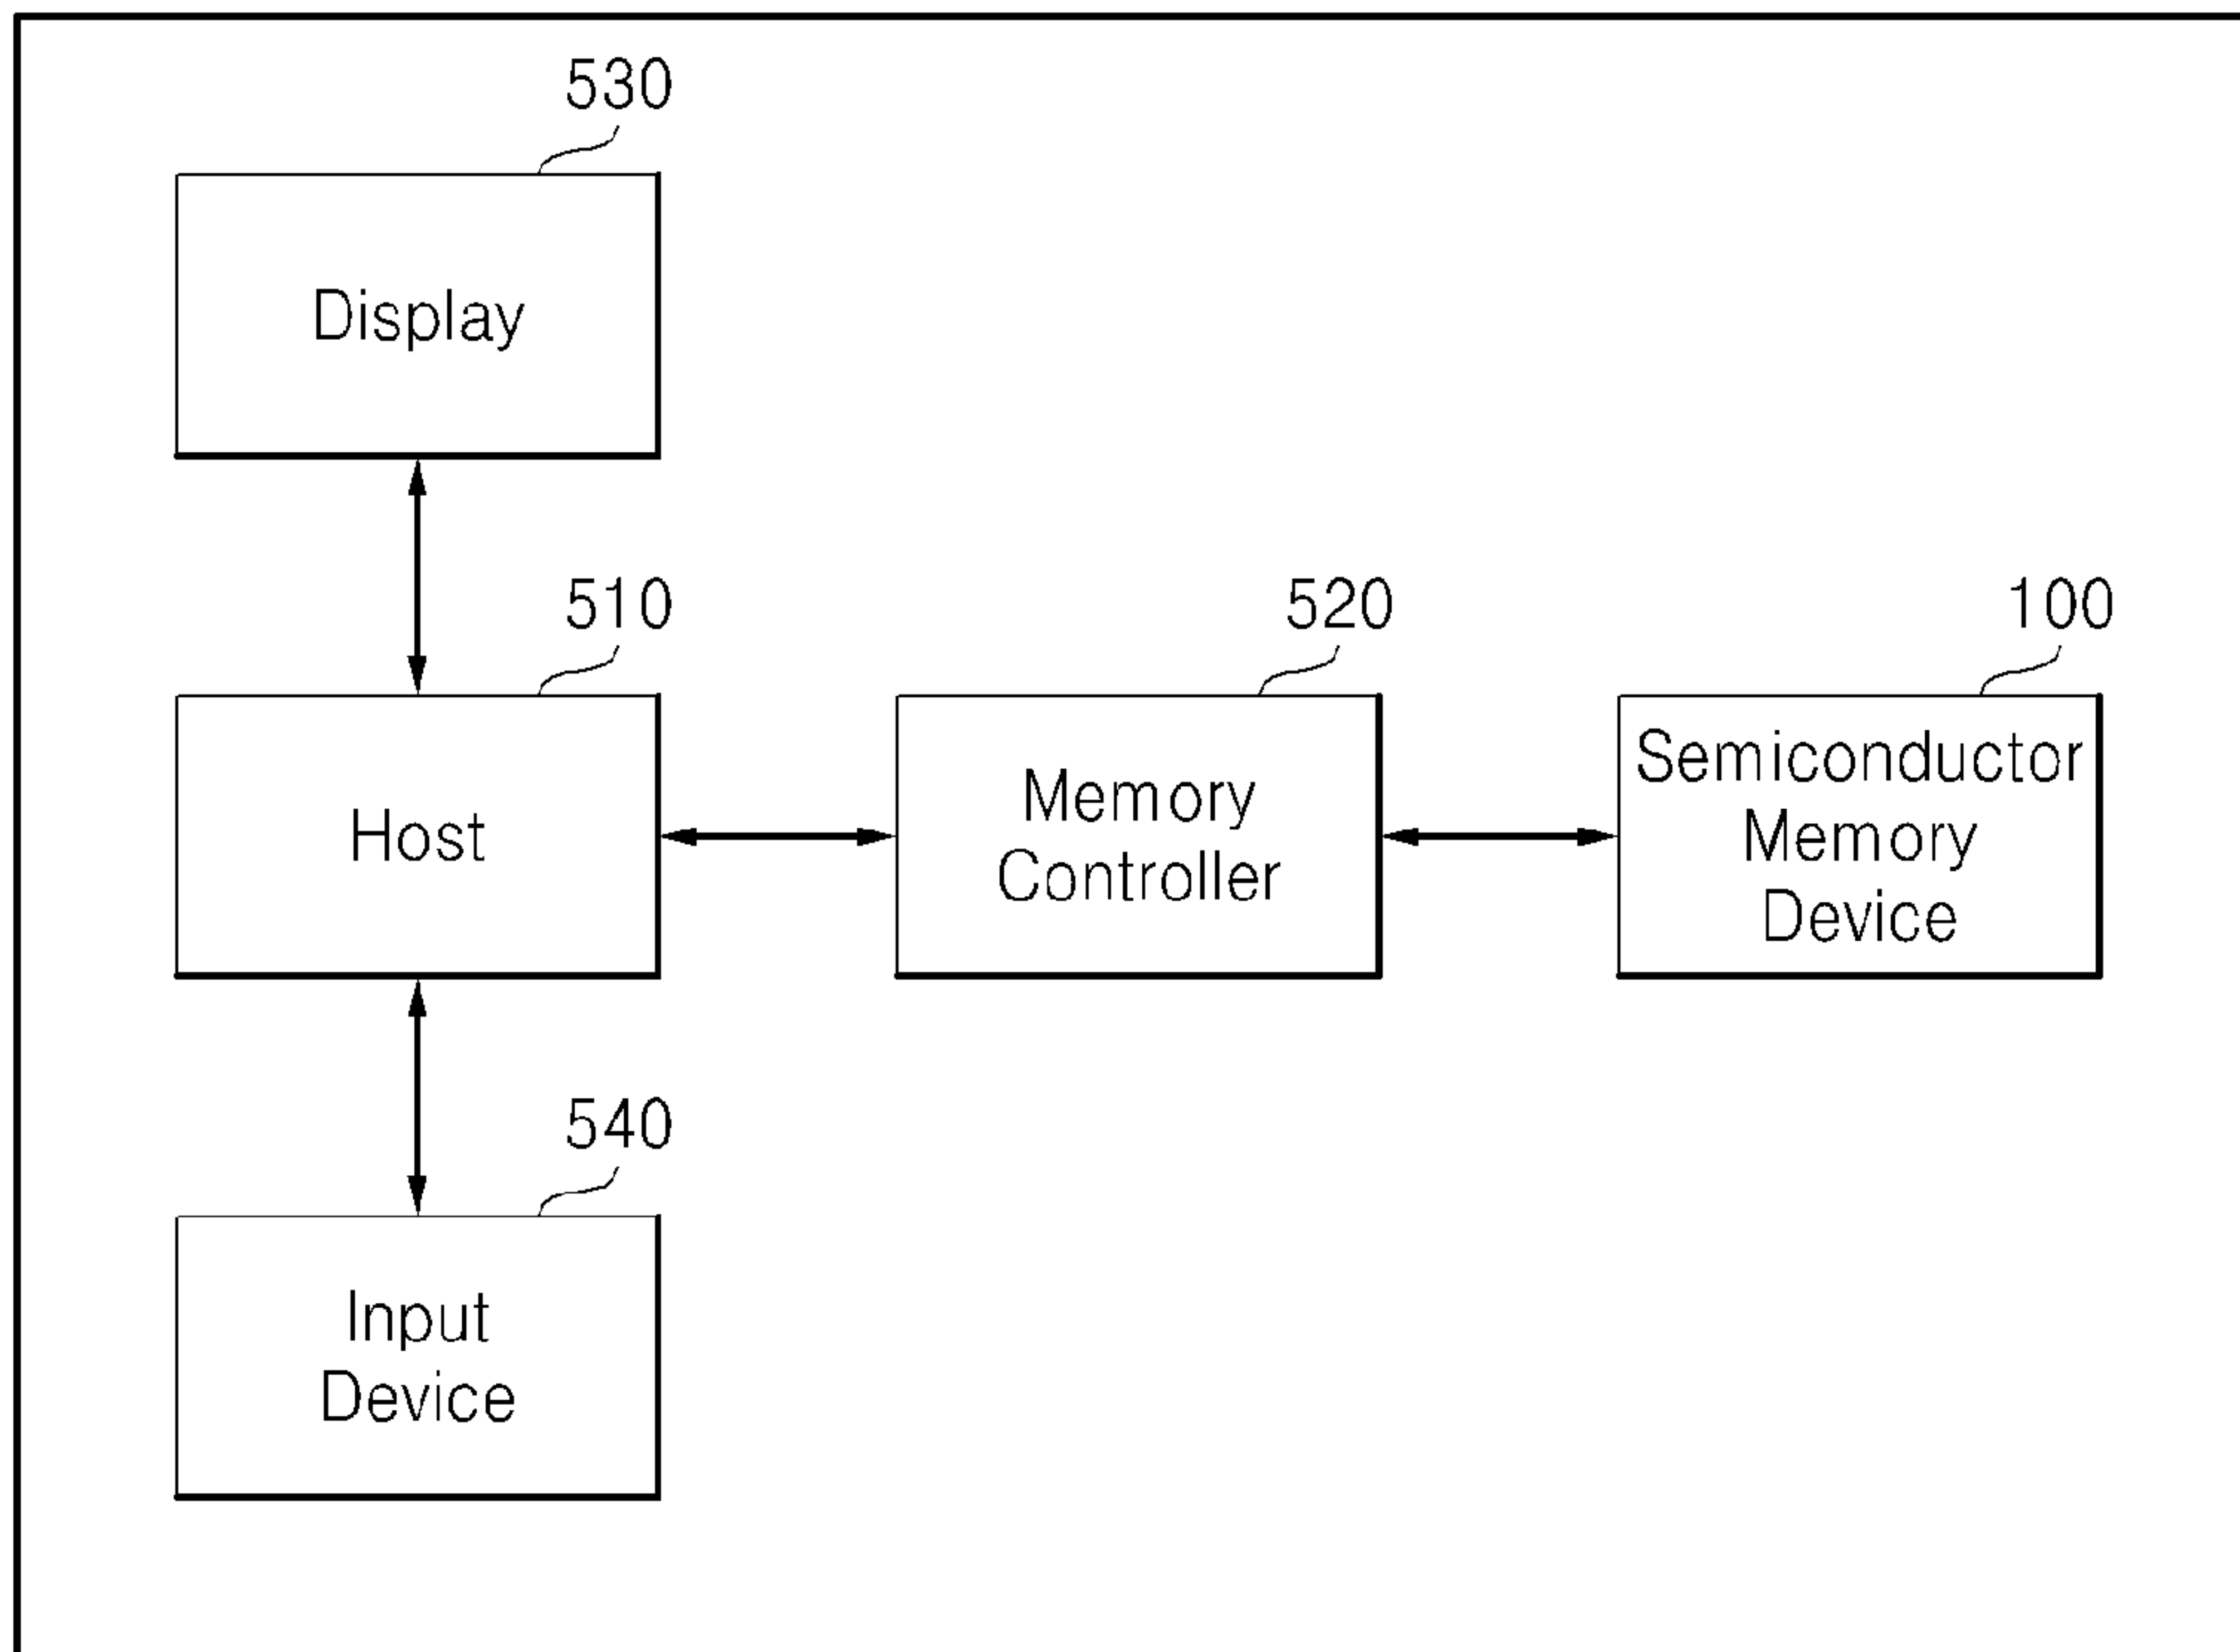 530
Display
510
520
100
Host
Memory
Controller
Semiconductor
Memory
Device
540
Input
Device